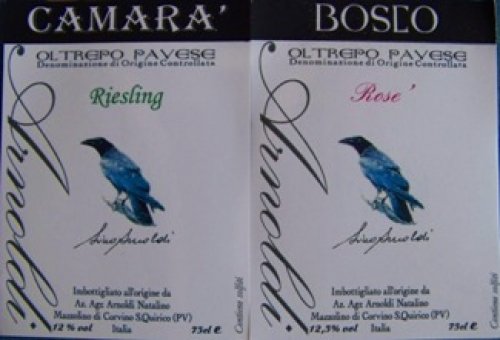 CAMARA'
OLTREPO PAVESE
Denominazione di Origine Controllata
Riesling
Arnoldi
Imbottigliato all'origine da
Az. Agr. Arnoldi Natalino
Mazzolino di Corvino S.Quirico (PV)
12 % vol Italia 75cl e
Contiene solfiti
BOSCO
OLTREPO PAVESE
Denominazione di Origine Controllata
Rose'
Arnoldi
Imbottigliato all'origine da
Az. Agr. Arnoldi Natalino
Mazzolino di Corvino S.Quirico (PV)
12,5% vol Italia 75cl e
Contiene solfiti